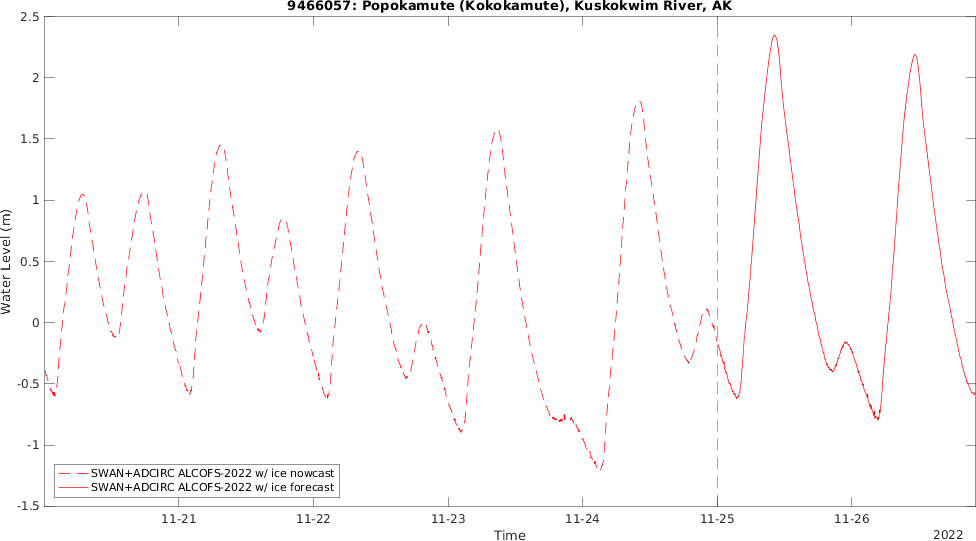 9466057: Popokamute (Kokokamute), Kuskokwim River, AK
2.5
2
1.5
1
0.5
0
-0.5
-1
-1.5
Water Level (m)
SWAN+ADCIRC ALCOFS-2022 w/ ice nowcast
SWAN+ADCIRC ALCOFS-2022 w/ ice forecast
11-21 11-22 11-23 11-24 11-25 11-26
Time
2022